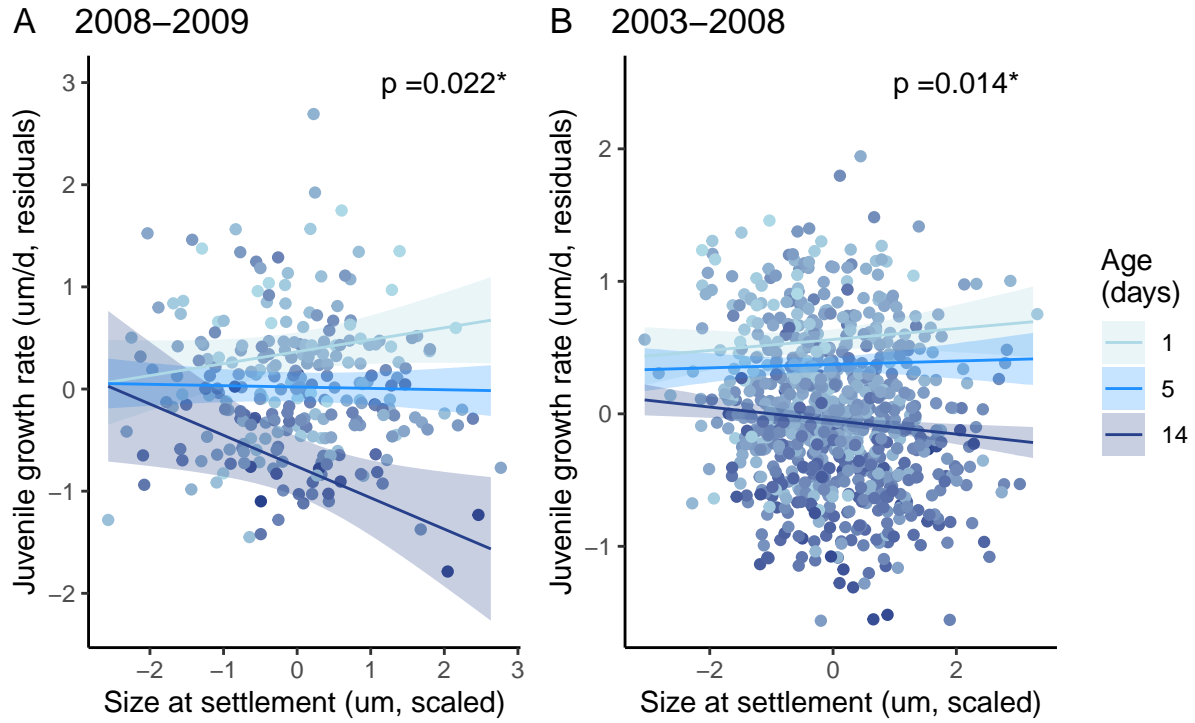 A 2008−2009
B 2003−2008
p =0.022*
p =0.014*
Juvenile growth rate (um/d, residuals)
3
2
1
0
−1
−2
−2 −1 0 1 2 3
Size at settlement (um, scaled)
Juvenile growth rate (um/d, residuals)
2
1
0
−1
−2 0 2
Size at settlement (um, scaled)
Age
(days)
1
5
14